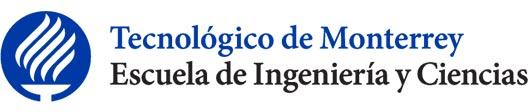 Tecnológico de Monterrey
Escuela de Ingeniería y Ciencias